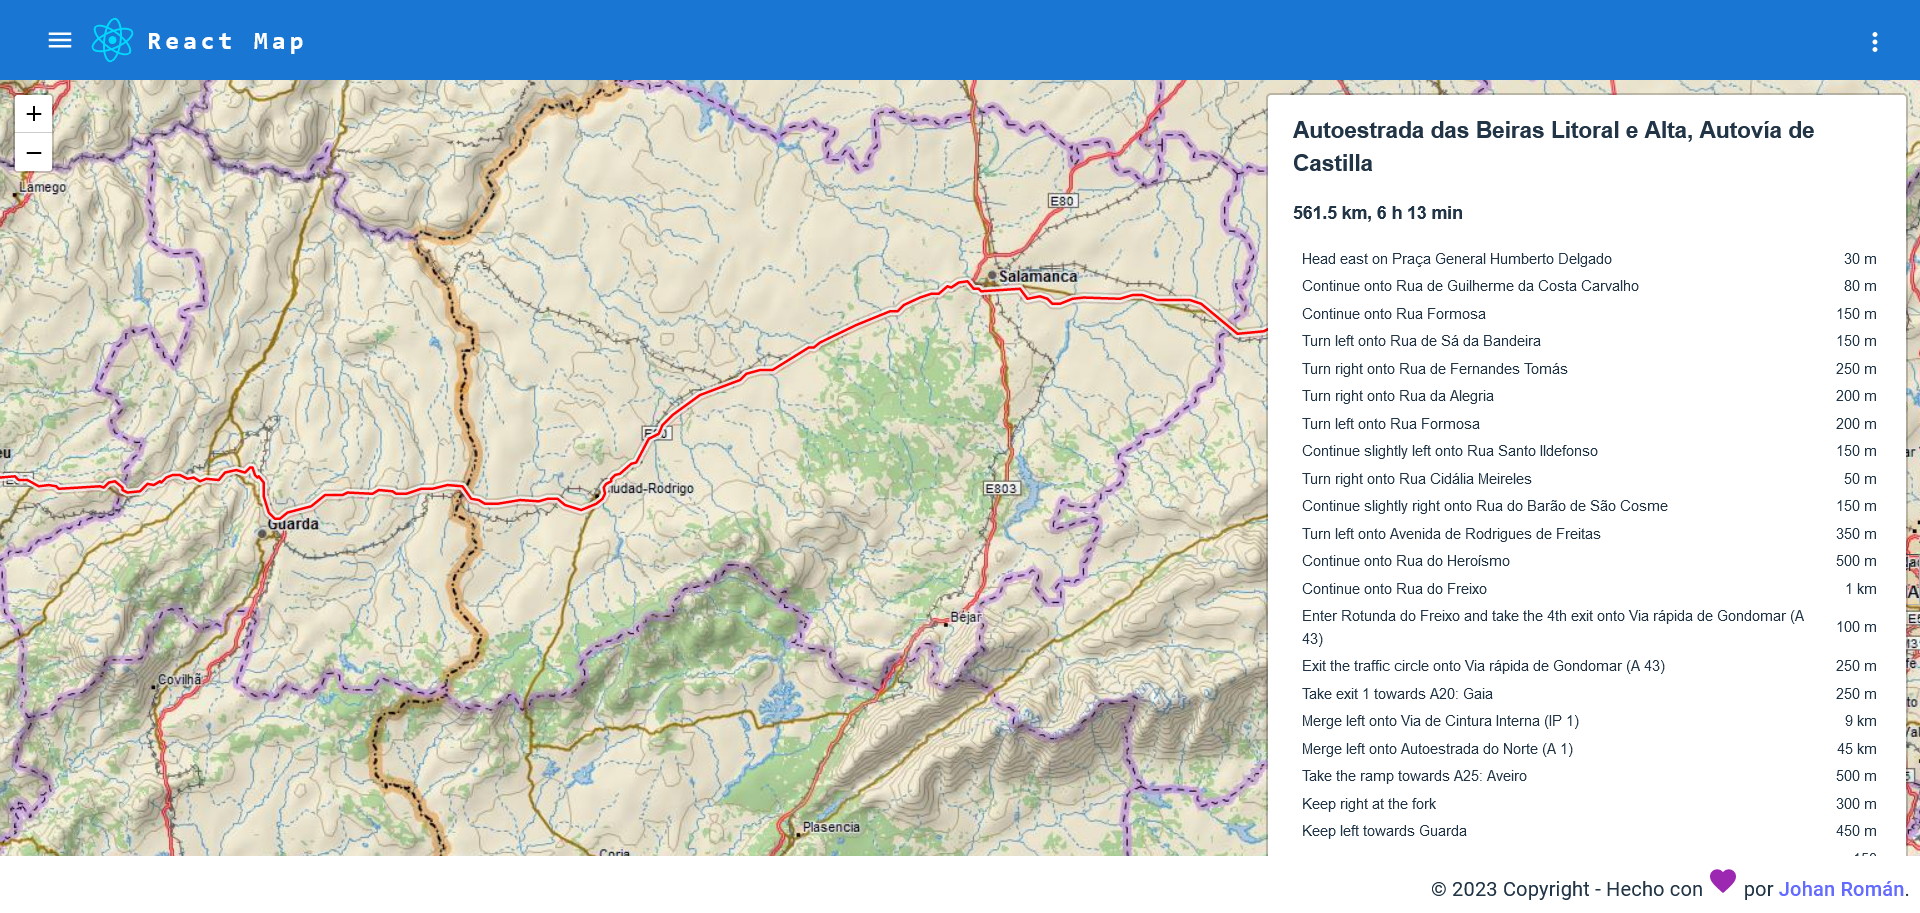 React Map
+
−
Lamego
E80
Salamanca
E803
Ciudad-Rodrigo
Guarda
Covilhã
Béjar
Plasencia
Coria
Autoestrada das Beiras Litoral e Alta, Autovía de
Castilla
561.5 km, 6 h 13 min
Head east on Praça General Humberto Delgado 30 m
Continue onto Rua de Guilherme da Costa Carvalho 80 m
Continue onto Rua Formosa 150 m
Turn left onto Rua de Sá da Bandeira 150 m
Turn right onto Rua de Fernandes Tomás 250 m
Turn right onto Rua da Alegria 200 m
Turn left onto Rua Formosa 200 m
Continue slightly left onto Rua Santo Ildefonso 150 m
Turn right onto Rua Cidália Meireles 50 m
Continue slightly right onto Rua do Barão de São Cosme 150 m
Turn left onto Avenida de Rodrigues de Freitas 350 m
Continue onto Rua do Heroísmo 500 m
Continue onto Rua do Freixo 1 km
Enter Rotunda do Freixo and take the 4th exit onto Via rápida de Gondomar (A
43) 100 m
Exit the traffic circle onto Via rápida de Gondomar (A 43) 250 m
Take exit 1 towards A20: Gaia 250 m
Merge left onto Via de Cintura Interna (IP 1) 9 km
Merge left onto Autoestrada do Norte (A 1) 45 km
Take the ramp towards A25: Aveiro 500 m
Keep right at the fork 300 m
Keep left towards Guarda 450 m
© 2023 Copyright - Hecho con por Johan Román.